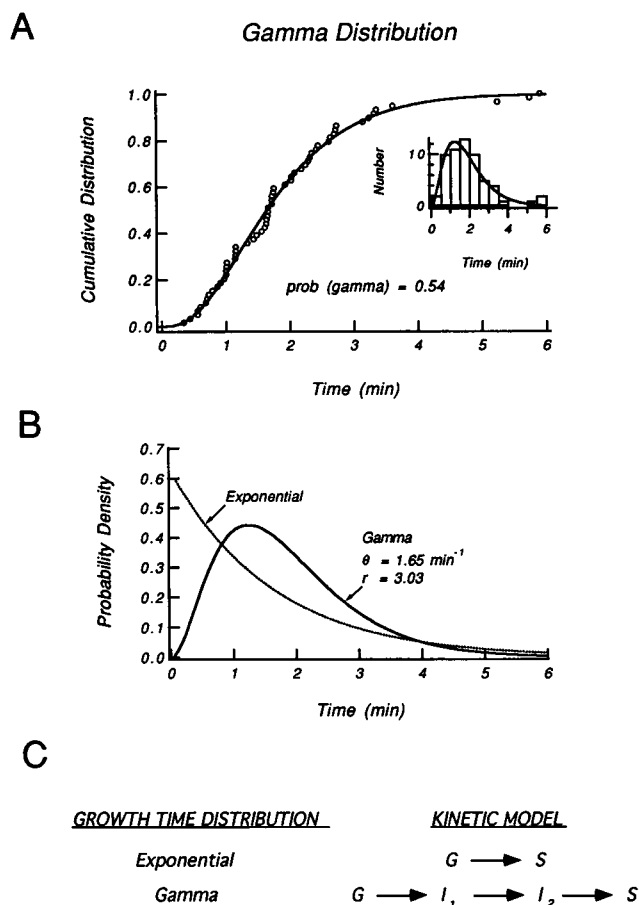 A
Gamma Distribution
Cumulative Distribution
1.0
0.8
0.6
0.4
0.2
0.0
0 1 2 3 4 5 6
Time (min)
prob (gamma) = 0.54
Number
10
0
0 2 4 6
Time (min)
B
Probability Density
0.7
0.6
0.5
0.4
0.3
0.2
0.1
0.0
0 1 2 3 4 5 6
Time (min)
Exponential
Gamma
θ = 1.65 min⁻¹
r = 3.03
C
GROWTH TIME DISTRIBUTION KINETIC MODEL
Exponential G → S
Gamma G → I₁ → I₂ → S